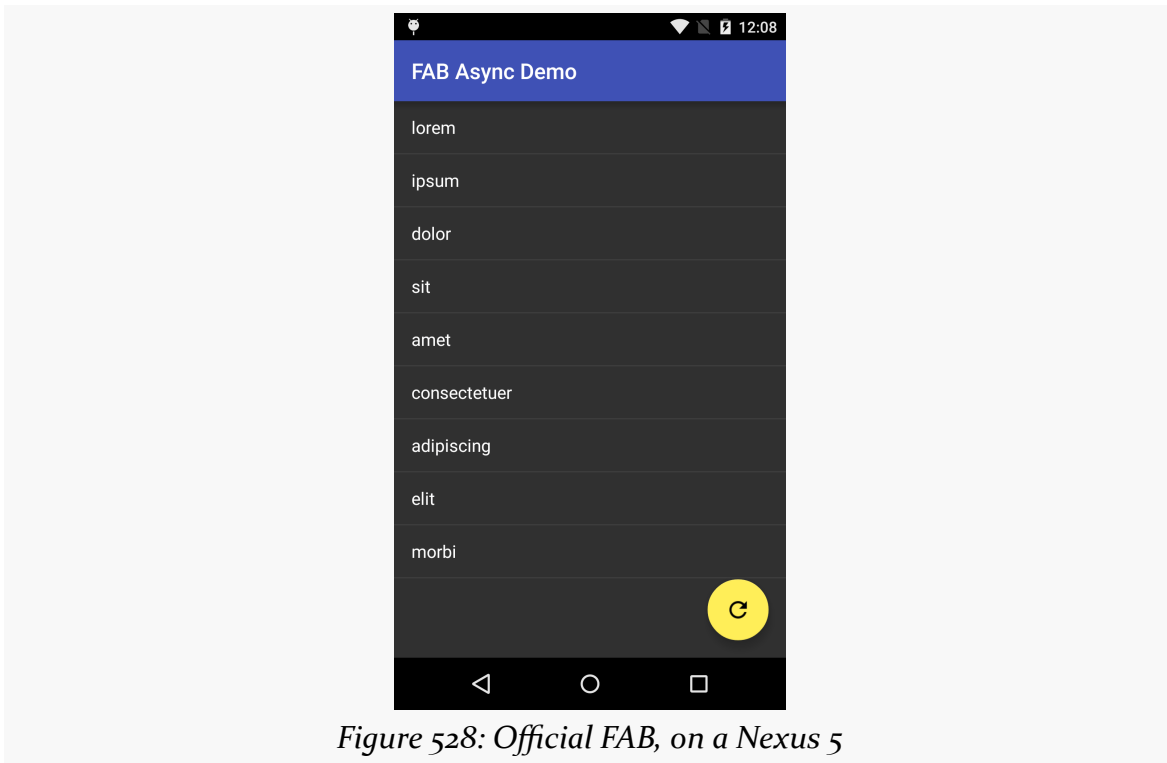 12:08
FAB Async Demo
lorem
ipsum
dolor
sit
amet
consectetuer
adipiscing
elit
morbi
Figure 528: Official FAB, on a Nexus 5